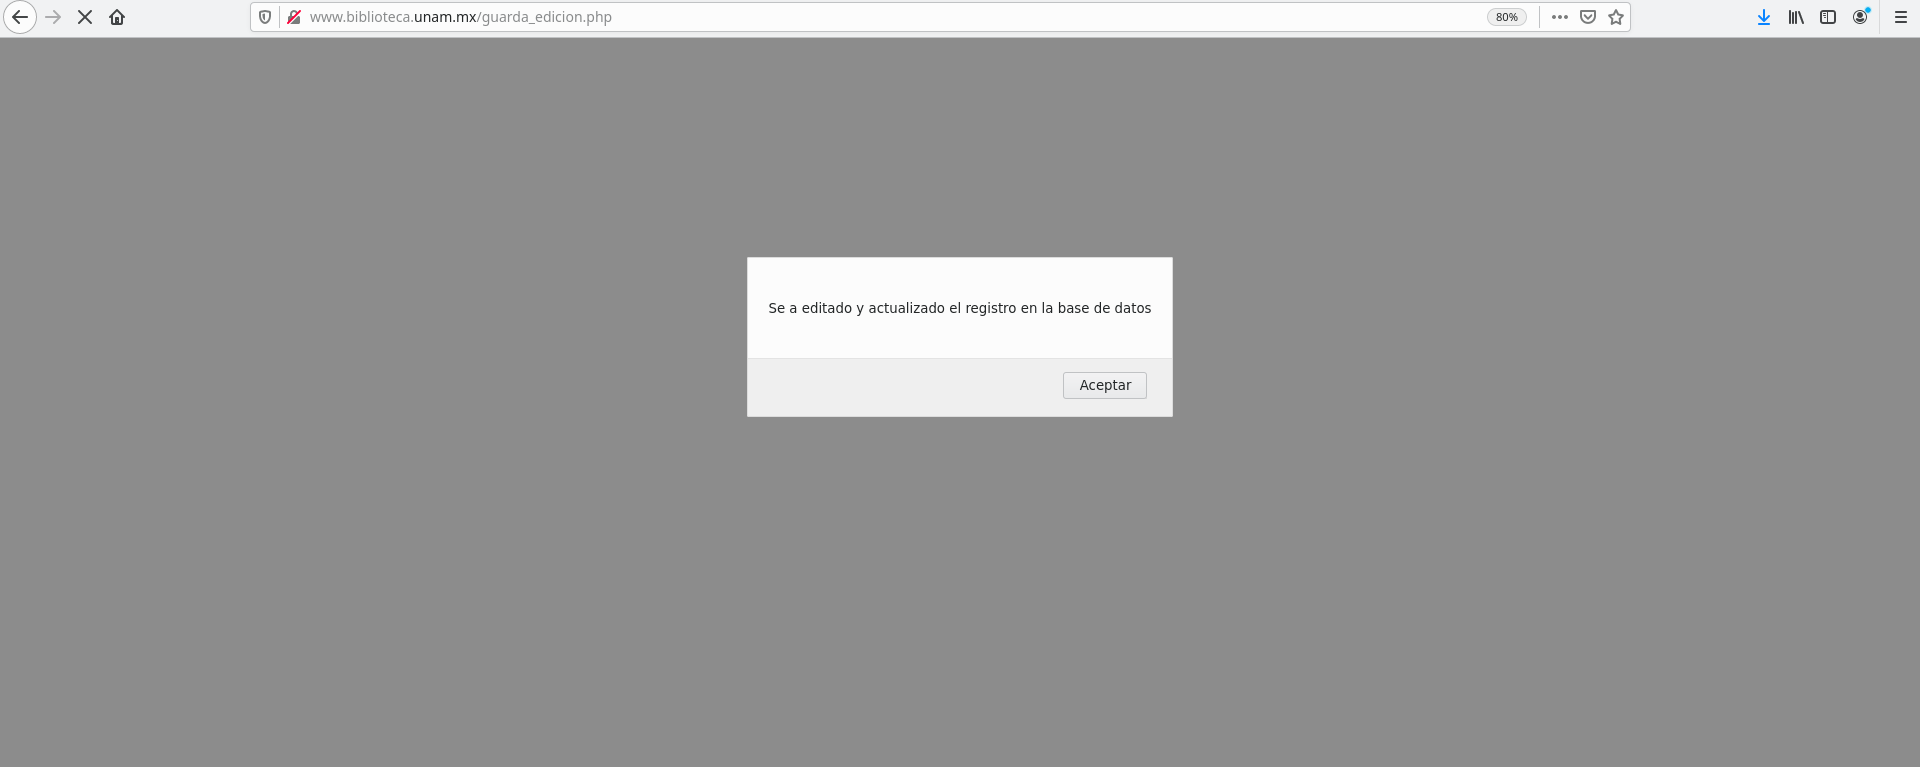 www.biblioteca.unam.mx/guarda_edicion.php
80%
Se a editado y actualizado el registro en la base de datos
Aceptar